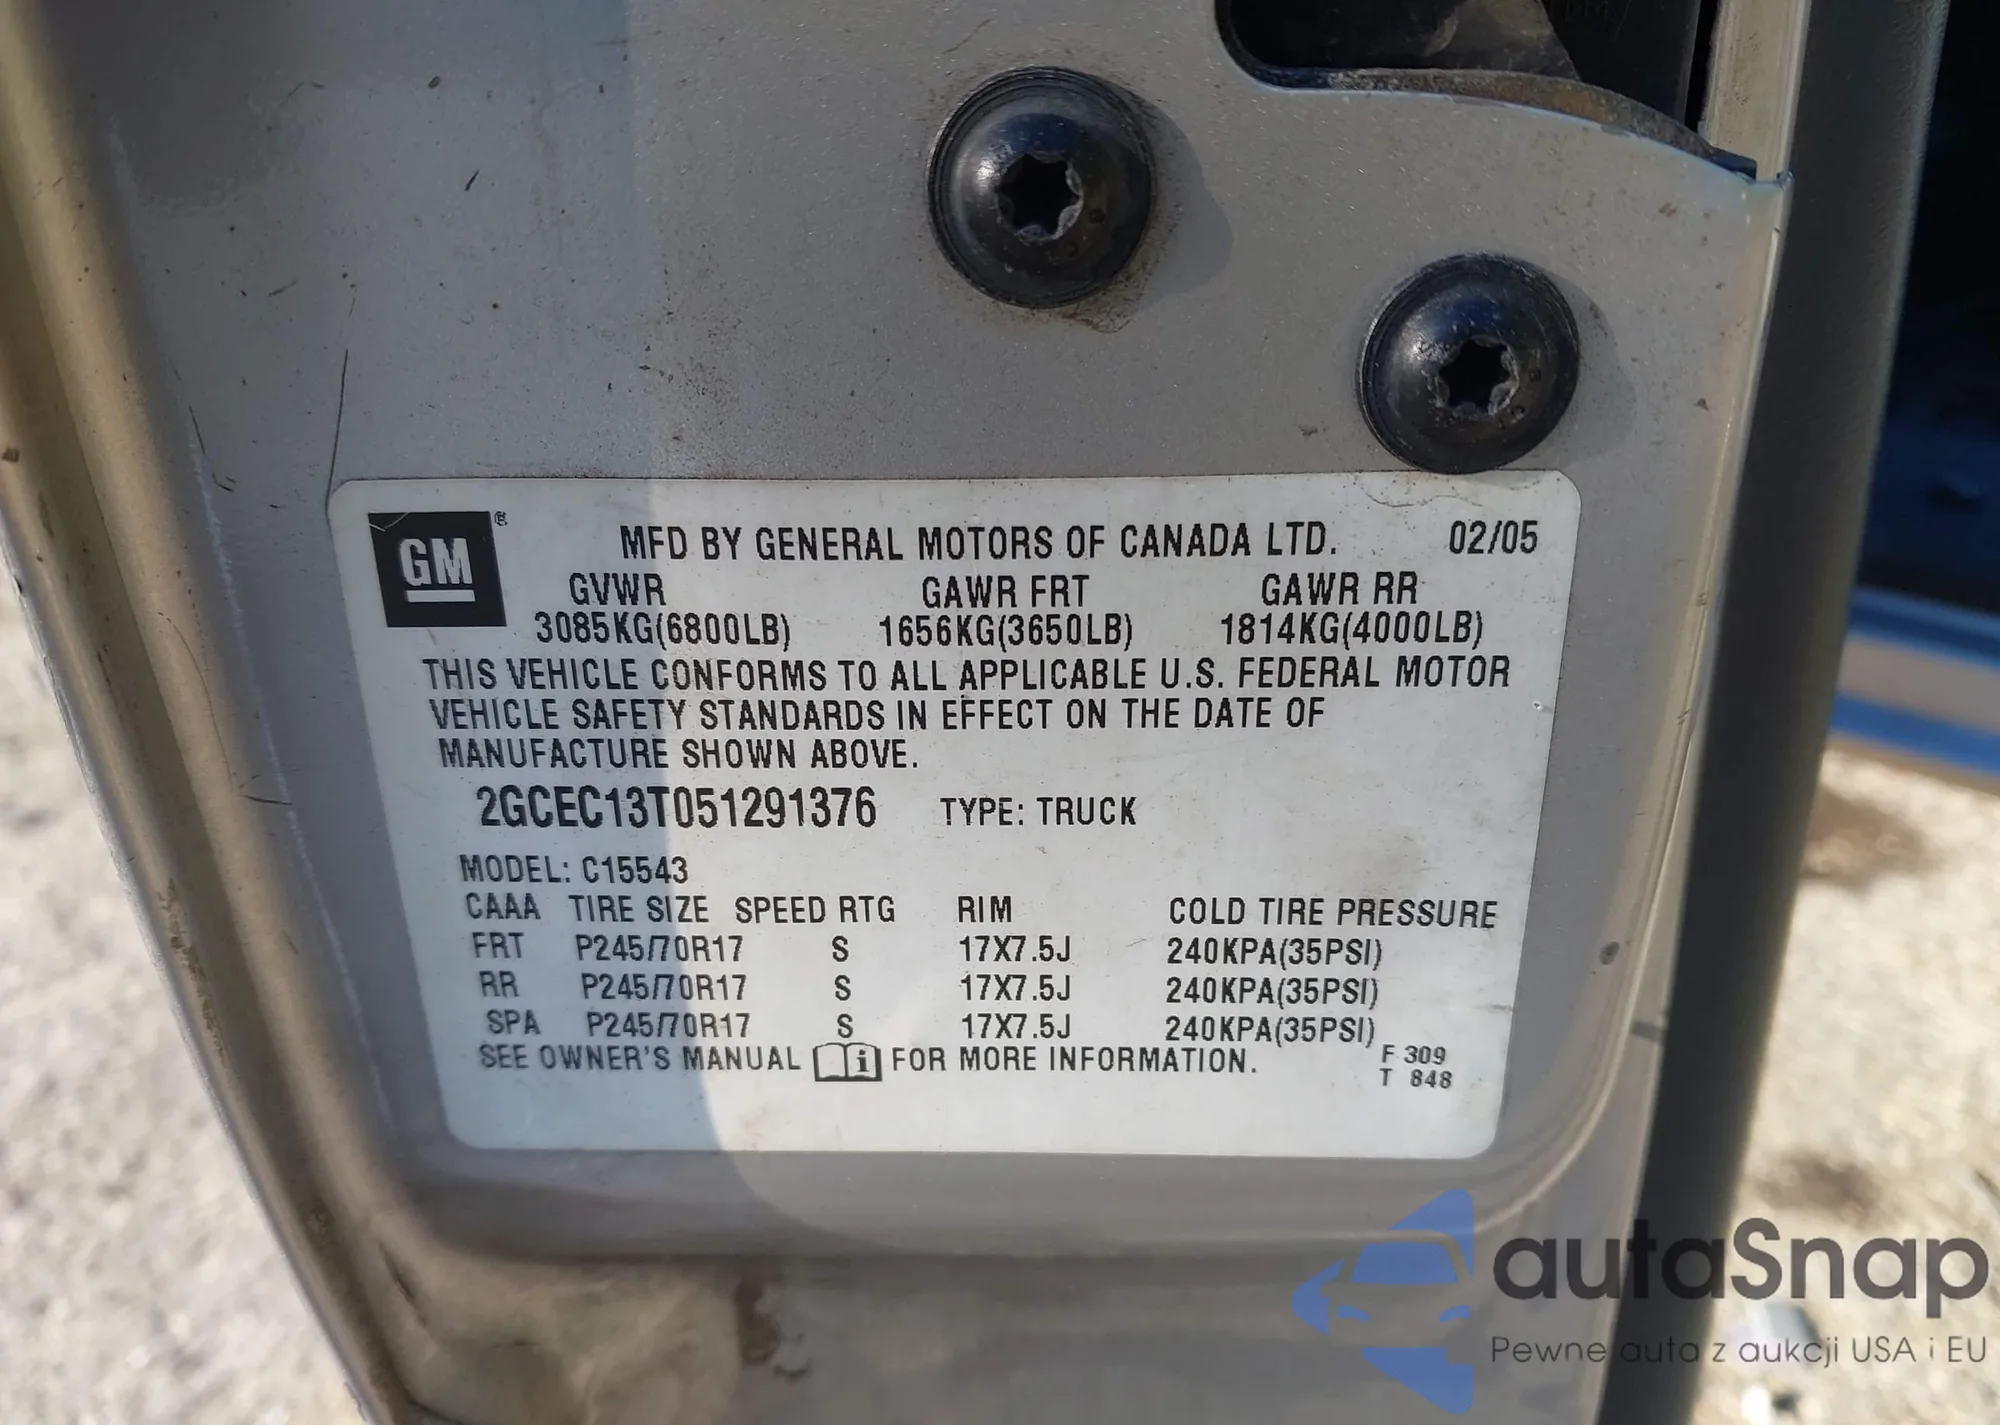 GM®
MFD BY GENERAL MOTORS OF CANADA LTD. 02/05
GVWR GAWR FRT GAWR RR
3085KG(6800LB) 1656KG(3650LB) 1814KG(4000LB)
THIS VEHICLE CONFORMS TO ALL APPLICABLE U.S. FEDERAL MOTOR
VEHICLE SAFETY STANDARDS IN EFFECT ON THE DATE OF
MANUFACTURE SHOWN ABOVE.
2GCEC13T051291376 TYPE: TRUCK
MODEL: C15543
CAAA TIRE SIZE SPEED RTG RIM COLD TIRE PRESSURE
FRT P245/70R17 S 17X7.5J 240KPA(35PSI)
RR P245/70R17 S 17X7.5J 240KPA(35PSI)
SPA P245/70R17 S 17X7.5J 240KPA(35PSI)
SEE OWNER'S MANUAL i FOR MORE INFORMATION.
F 309
T 848
autaSnap
Pewne auta z aukcji USA i EU